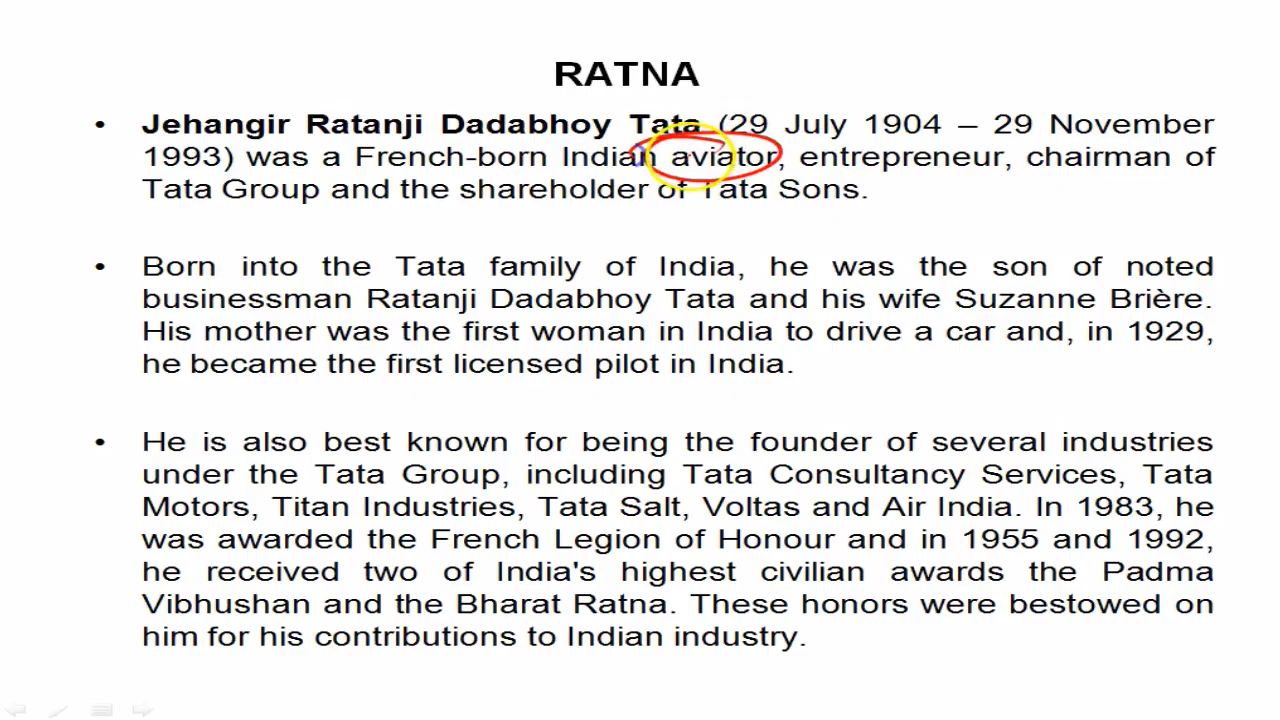 RATNA
• Jehangir Ratanji Dadabhoy Tata (29 July 1904 – 29 November
1993) was a French-born Indian aviator, entrepreneur, chairman of
Tata Group and the shareholder of Tata Sons.
• Born into the Tata family of India, he was the son of noted
businessman Ratanji Dadabhoy Tata and his wife Suzanne Brière.
His mother was the first woman in India to drive a car and, in 1929,
he became the first licensed pilot in India.
• He is also best known for being the founder of several industries
under the Tata Group, including Tata Consultancy Services, Tata
Motors, Titan Industries, Tata Salt, Voltas and Air India. In 1983, he
was awarded the French Legion of Honour and in 1955 and 1992,
he received two of India's highest civilian awards the Padma
Vibhushan and the Bharat Ratna. These honors were bestowed on
him for his contributions to Indian industry.